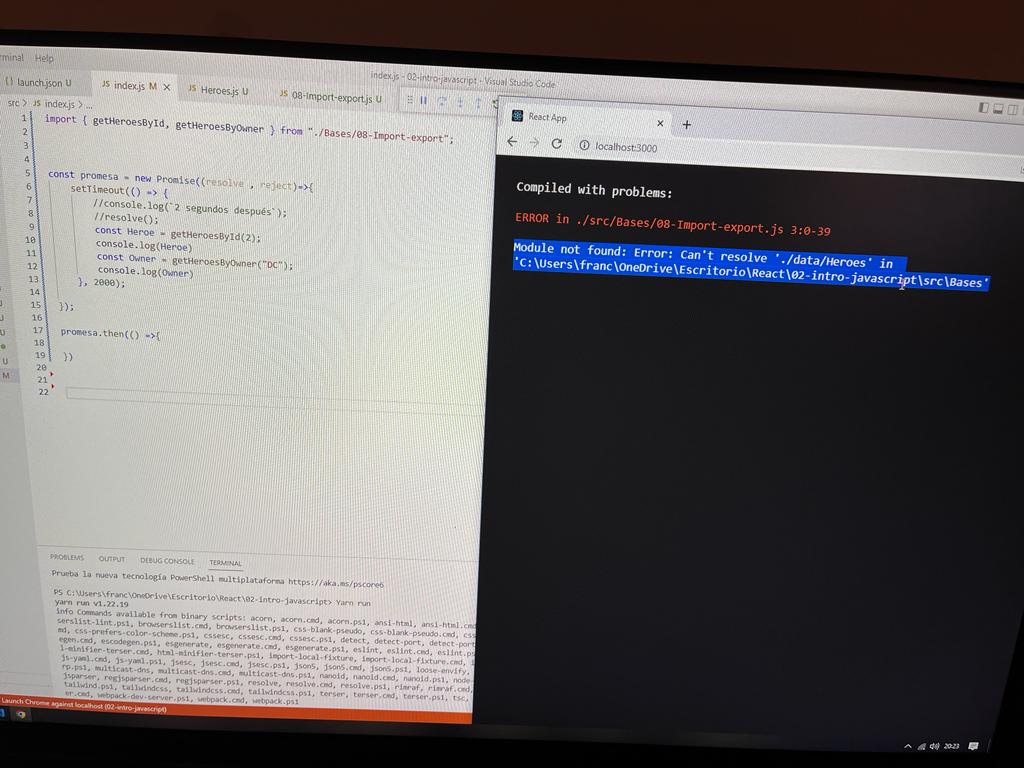 Help
index.js - 02-intro-javascript - Visual Studio Code
launch.json U
JS index.js M
JS Heroes.js U
JS 08-Import-export.js U
src > JS index.js > ...
1 import { getHeroesById, getHeroesByOwner } from "./Bases/08-Import-export";
2
3
4
5 const promesa = new Promise((resolve , reject)=>{
6 setTimeout(() => {
7 //console.log(`2 segundos después`);
8 //resolve();
9 const Heroe = getHeroesById(2);
10 console.log(Heroe)
11 const Owner = getHeroesByOwner("DC");
12 console.log(Owner)
13 }, 2000);
14
15 });
16
17 promesa.then(() =>{
18
19 })
20
21
22
PROBLEMS OUTPUT DEBUG CONSOLE TERMINAL
Prueba la nueva tecnología PowerShell multiplataforma https://aka.ms/pscore6
PS C:\Users\franc\OneDrive\Escritorio\React\02-intro-javascript> Yarn run
yarn run v1.22.19
info Commands available from binary scripts: acorn, acorn.cmd, acorn.ps1, ansi-html, ansi-html.cmd
serslist-lint.ps1, browserslist.cmd, browserslist.ps1, css-blank-pseudo, css-blank-pseudo.cmd, css
md, css-prefers-color-scheme.ps1, cssesc, cssesc.cmd, cssesc.ps1, detect, detect-port, detect-port
egen.cmd, escodegen.ps1, esgenerate, esgenerate.cmd, esgenerate.ps1, eslint, eslint.cmd, eslint.ps
l-minifier-terser.cmd, html-minifier-terser.ps1, import-local-fixture, import-local-fixture.cmd, i
js-yaml.cmd, js-yaml.ps1, jsesc, jsesc.cmd, jsesc.ps1, json5, json5.cmd, json5.ps1, loose-envify,
rp.ps1, multicast-dns, multicast-dns.cmd, multicast-dns.ps1, nanoid, nanoid.cmd, nanoid.ps1, node-
jsparser, regjsparser.cmd, regjsparser.ps1, resolve, resolve.cmd, resolve.ps1, rimraf, rimraf.cmd,
tailwind.ps1, tailwindcss, tailwindcss.cmd, tailwindcss.ps1, terser, terser.cmd, terser.ps1, tsc,
er.cmd, webpack-dev-server.ps1, webpack.cmd, webpack.ps1
Launch Chrome against localhost (02-intro-javascript)
React App
localhost:3000
Compiled with problems:
ERROR in ./src/Bases/08-Import-export.js 3:0-39
Module not found: Error: Can't resolve './data/Heroes' in
'C:\Users\franc\OneDrive\Escritorio\React\02-intro-javascript\src\Bases'
20:23